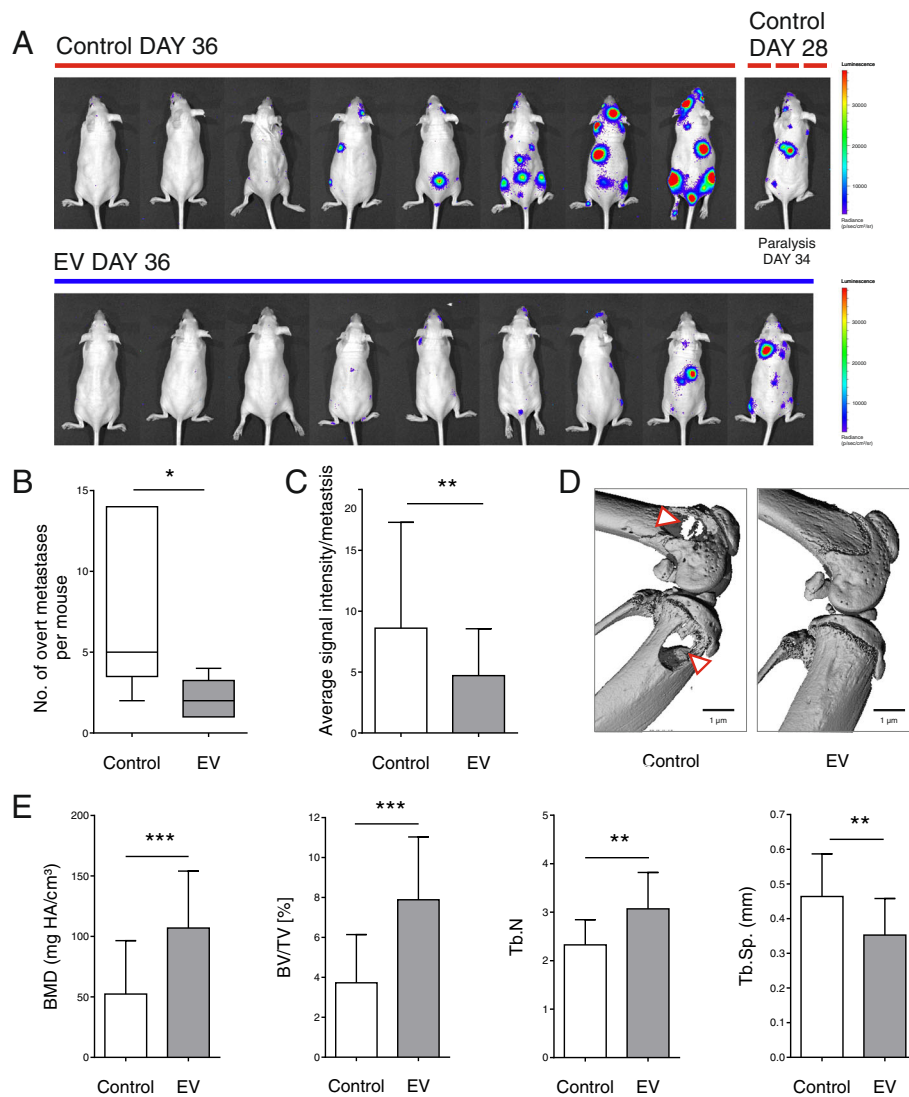 A
Control DAY 36
Control
DAY 28
Luminescence
30000
20000
10000
Radiance
(p/sec/cm²/sr)
Paralysis
DAY 34
EV DAY 36
Luminescence
30000
20000
10000
Radiance
(p/sec/cm²/sr)
B
No. of overt metastases
per mouse
15
10
5
0
*
Control
EV
C
Average signal intensity/metastsis
20
15
10
5
0
**
Control
EV
D
1 µm
1 µm
Control
EV
E
BMD (mg HA/cm³)
200
150
100
50
0
***
Control
EV
BV/TV [%]
12
10
8
6
4
2
0
***
Control
EV
Tb.N
5
4
3
2
1
0
**
Control
EV
Tb.Sp. (mm)
0.7
0.6
0.5
0.4
0.3
0.2
0.1
0.0
**
Control
EV